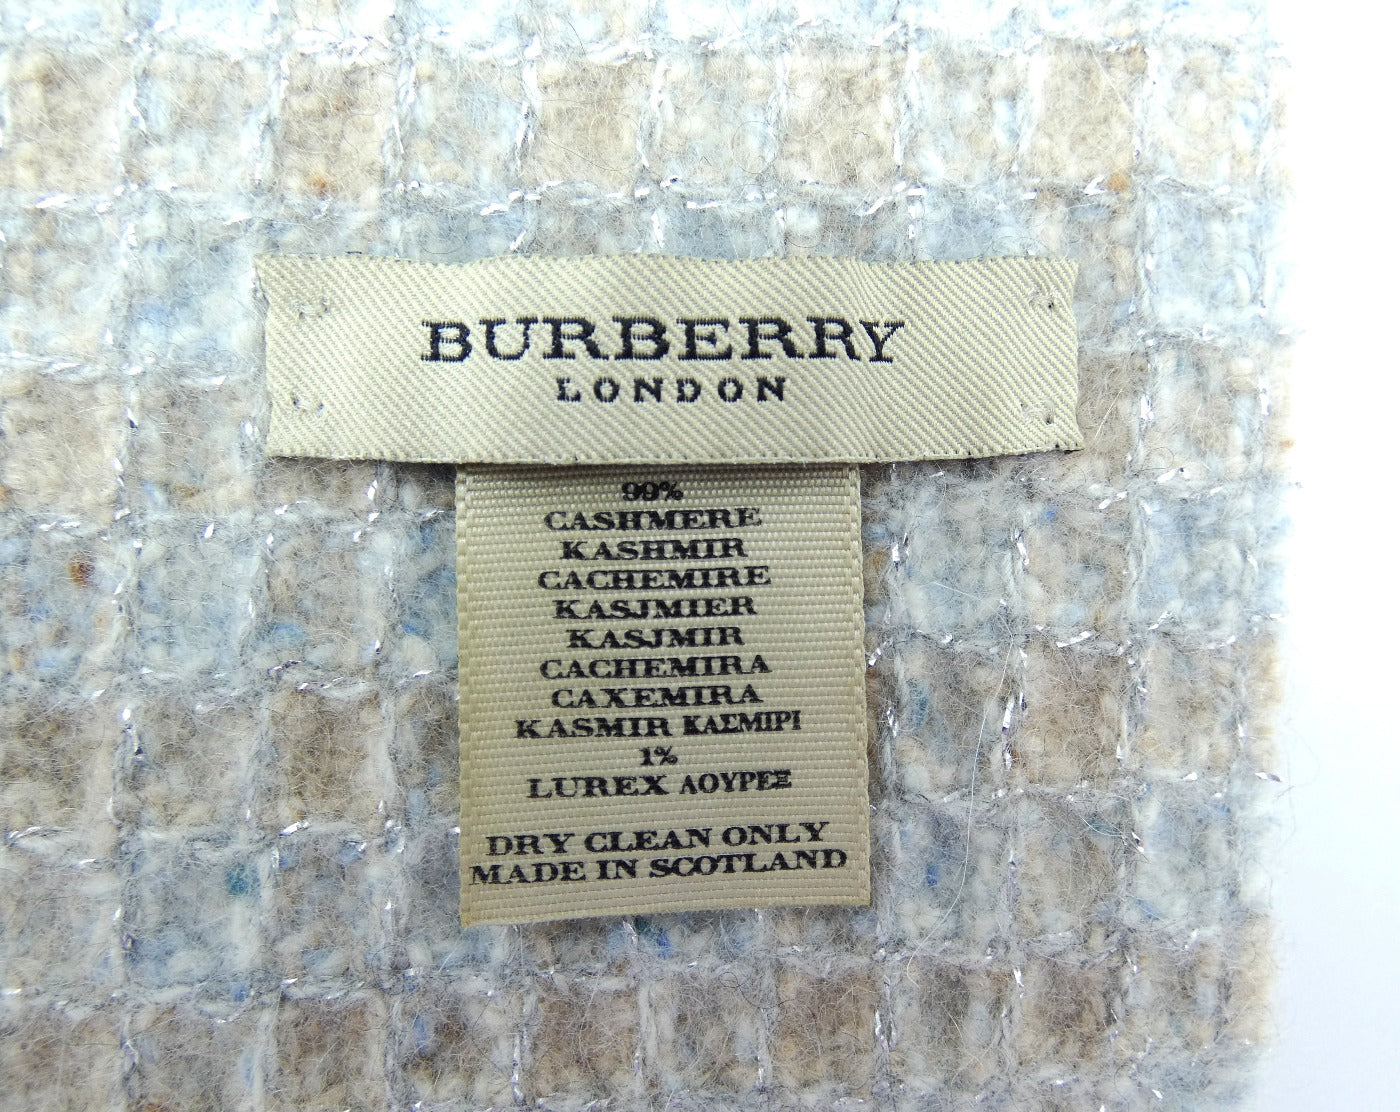 BURBERRY
LONDON
99%
CASHMERE
KASHMIR
CACHEMIRE
KASJMIER
KASJMIR
CACHEMIRA
CAXEMIRA
KASMIR ΚΑΣΜΙΡΙ
1%
LUREX ΛΟΥΡΕΞ
DRY CLEAN ONLY
MADE IN SCOTLAND